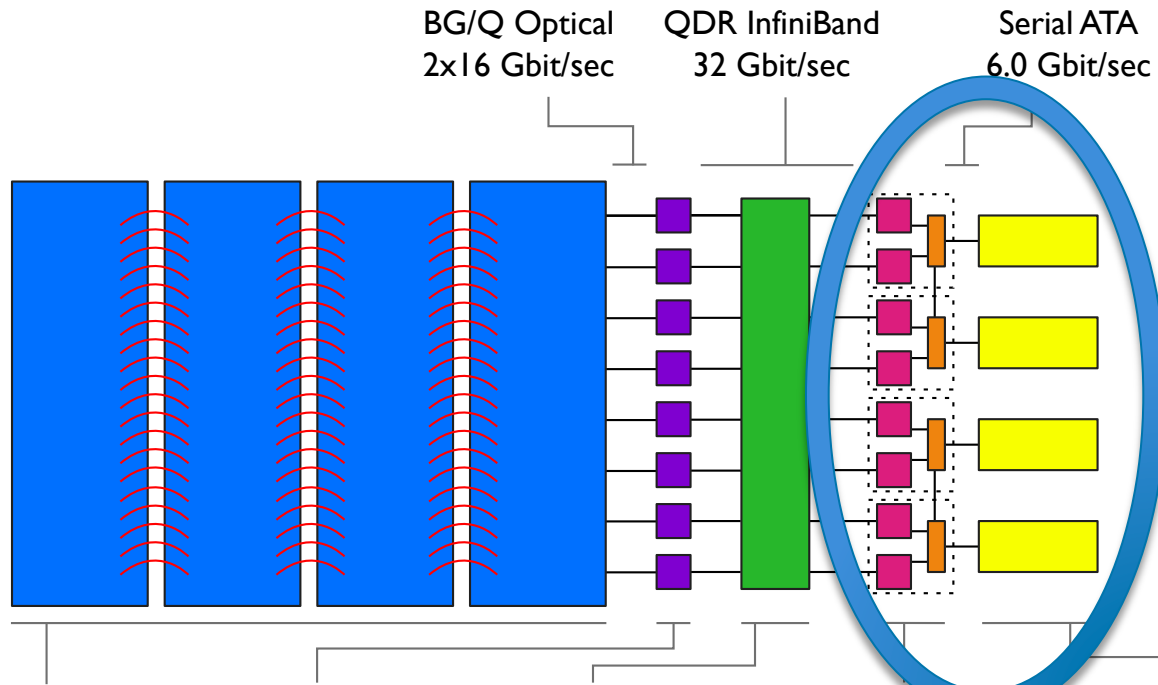 BG/Q Optical
2x16 Gbit/sec
QDR InfiniBand
32 Gbit/sec
Serial ATA
6.0 Gbit/sec